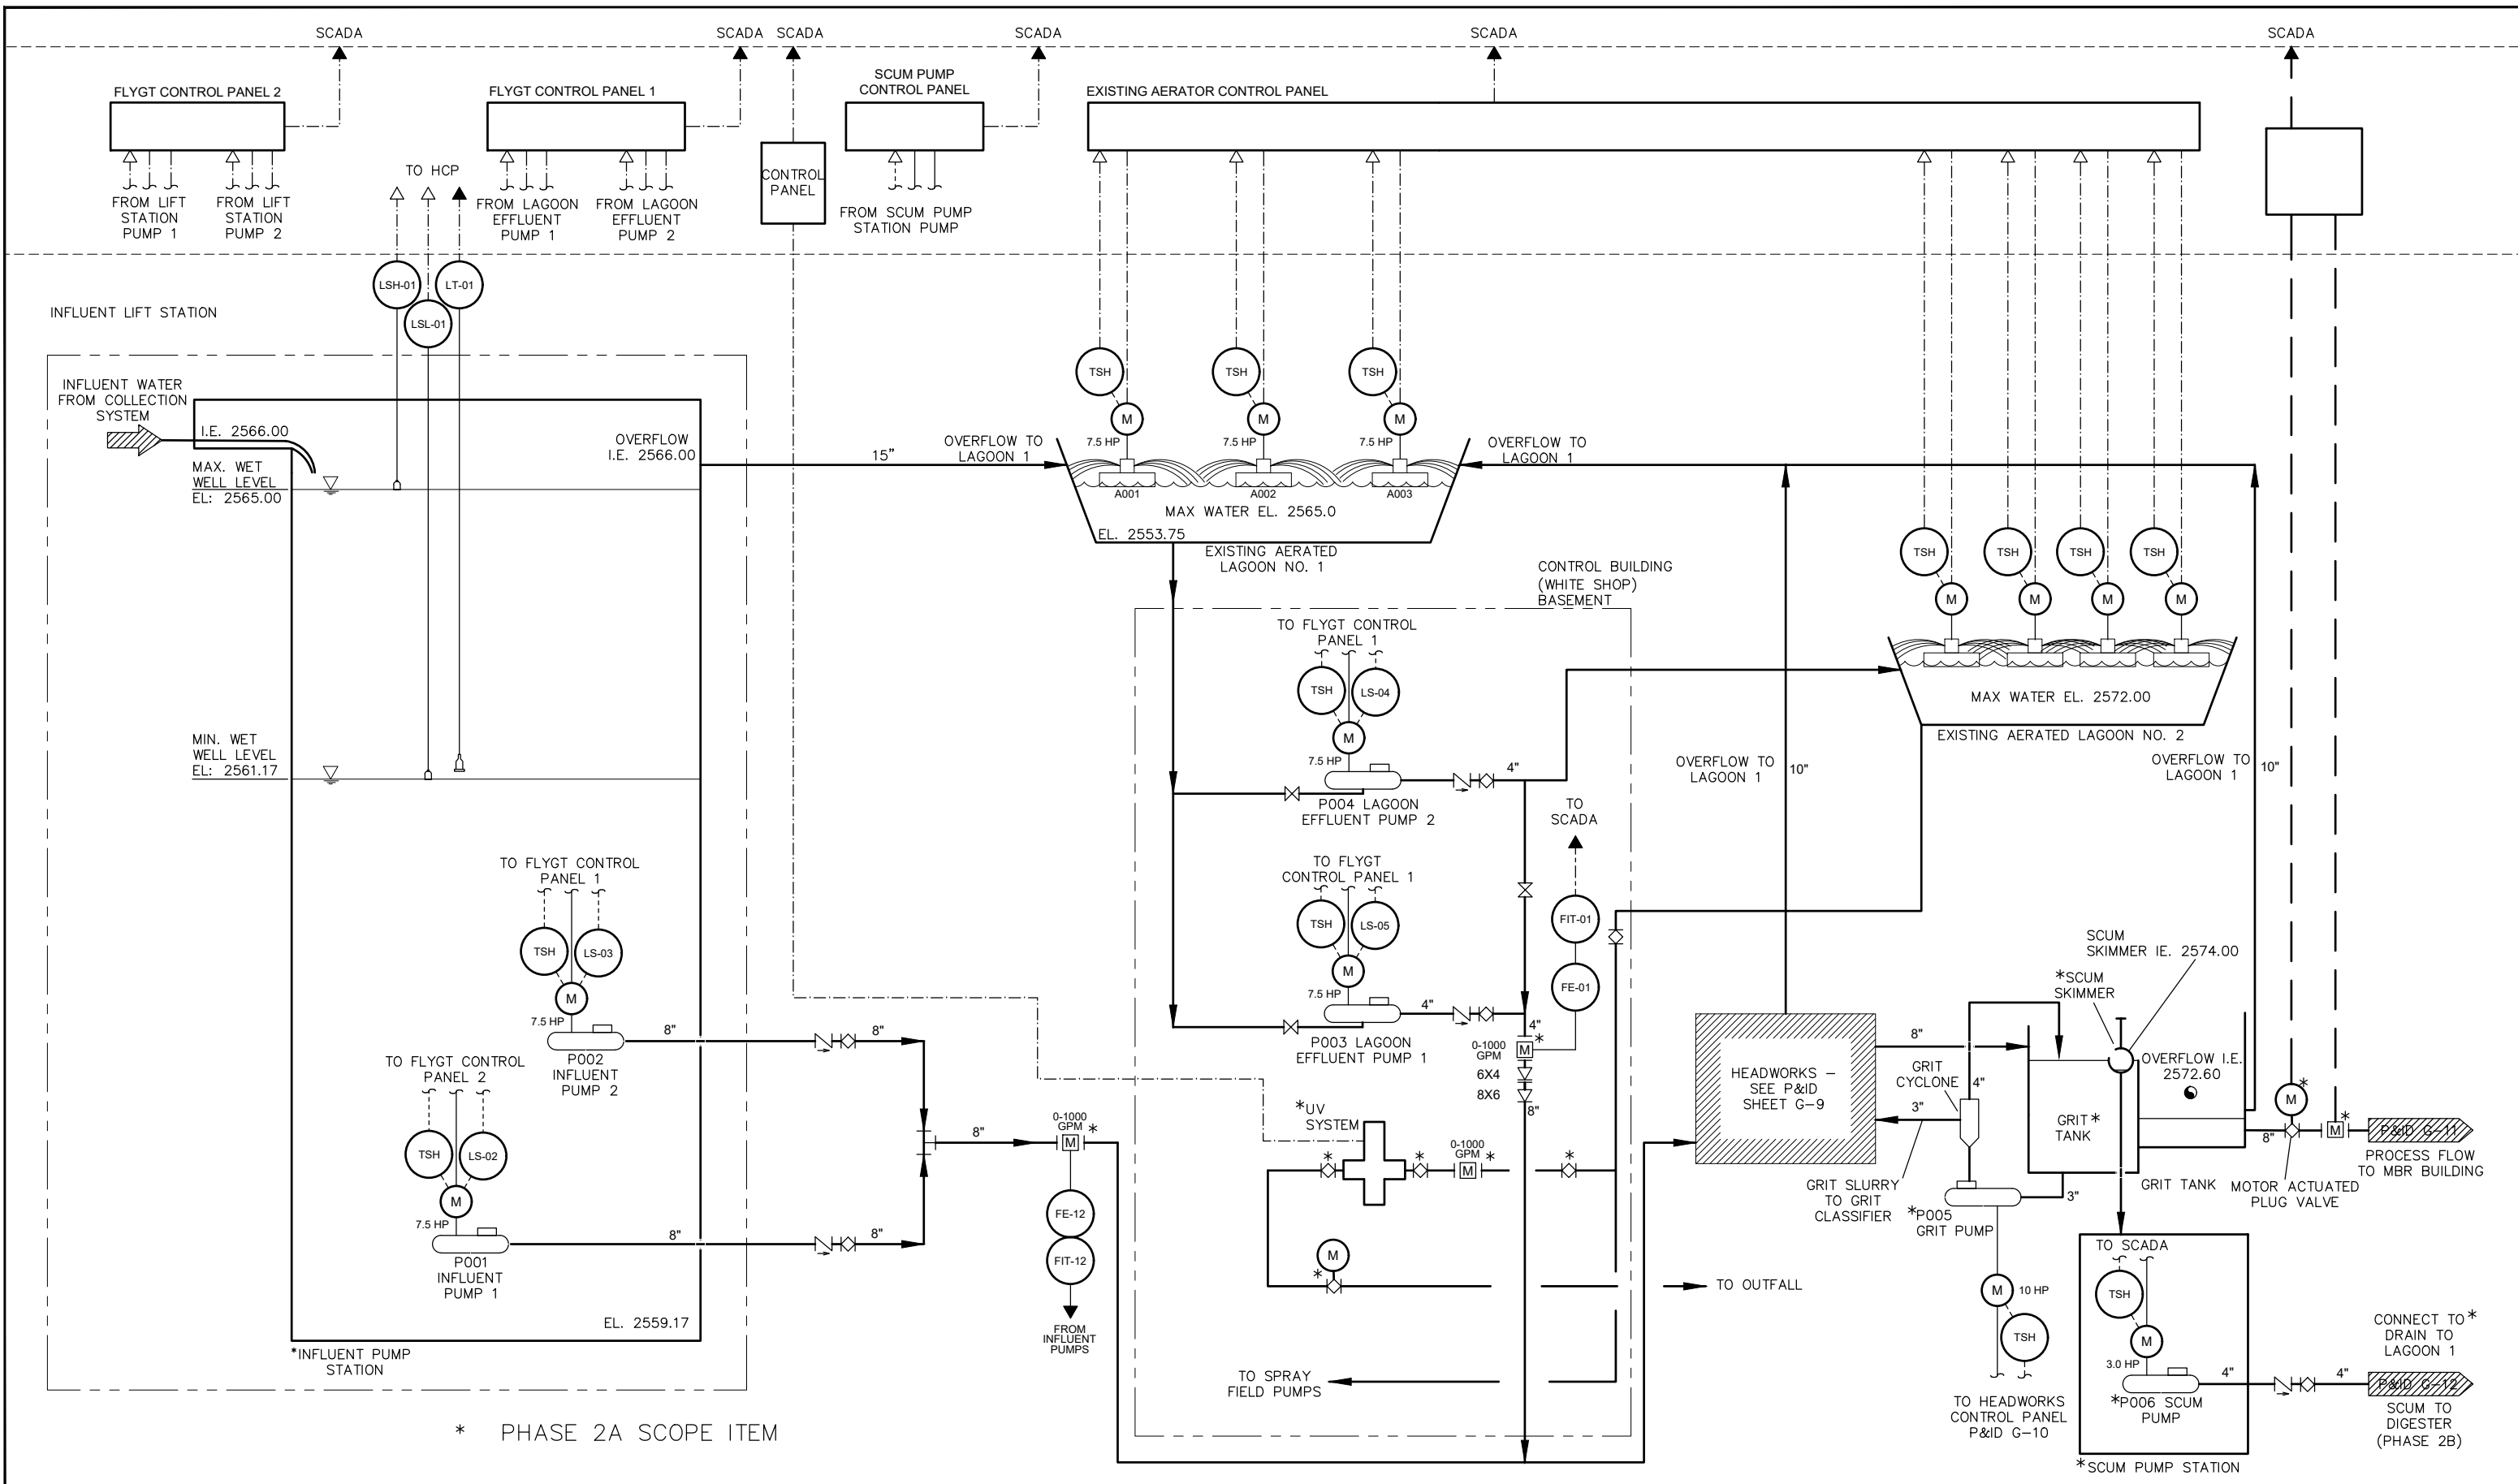 SCADA
SCADA
SCADA
SCADA
SCADA
SCADA
FLYGT CONTROL PANEL 2
FROM LIFT
STATION
PUMP 1
FROM LIFT
STATION
PUMP 2
TO HCP
FLYGT CONTROL PANEL 1
FROM LAGOON
EFFLUENT
PUMP 1
FROM LAGOON
EFFLUENT
PUMP 2
CONTROL
PANEL
SCUM PUMP
CONTROL PANEL
FROM SCUM PUMP
STATION PUMP
EXISTING AERATOR CONTROL PANEL
LSH-01
LT-01
LSL-01
INFLUENT LIFT STATION
INFLUENT WATER
FROM COLLECTION
SYSTEM
I.E. 2566.00
OVERFLOW
I.E. 2566.00
MAX. WET
WELL LEVEL
EL: 2565.00
MIN. WET
WELL LEVEL
EL: 2561.17
TO FLYGT CONTROL
PANEL 1
TSH
LS-03
M
7.5 HP
P002
INFLUENT
PUMP 2
8"
8"
TO FLYGT CONTROL
PANEL 2
TSH
LS-02
M
7.5 HP
P001
INFLUENT
PUMP 1
8"
8"
EL. 2559.17
*INFLUENT PUMP
STATION
* PHASE 2A SCOPE ITEM
8"
0-1000
GPM
M *
FE-12
FIT-12
FROM
INFLUENT
PUMPS
15"
OVERFLOW TO
LAGOON 1
TSH
TSH
TSH
M
M
M
7.5 HP
7.5 HP
7.5 HP
A001
A002
A003
MAX WATER EL. 2565.0
EL. 2553.75
EXISTING AERATED
LAGOON NO. 1
OVERFLOW TO
LAGOON 1
CONTROL BUILDING
(WHITE SHOP)
BASEMENT
TO FLYGT CONTROL
PANEL 1
TSH
LS-04
M
7.5 HP
P004 LAGOON
EFFLUENT PUMP 2
4"
TO
SCADA
FIT-01
FE-01
TO FLYGT
CONTROL PANEL 1
TSH
LS-05
M
7.5 HP
P003 LAGOON
EFFLUENT PUMP 1
4"
4"
0-1000
GPM
M *
6X4
8X6
8"
*UV
SYSTEM
*
*
0-1000
GPM
M *
*
M
*
TO OUTFALL
TO SPRAY
FIELD PUMPS
TSH
TSH
TSH
TSH
M
M
M
M
MAX WATER EL. 2572.00
EXISTING AERATED LAGOON NO. 2
OVERFLOW TO
LAGOON 1
10"
OVERFLOW TO
LAGOON 1
10"
HEADWORKS –
SEE P&ID
SHEET G-9
8"
GRIT
CYCLONE
4"
3"
GRIT SLURRY
TO GRIT
CLASSIFIER
*P005
GRIT PUMP
3"
M
10 HP
TSH
TO HEADWORKS
CONTROL PANEL
P&ID G-10
SCUM
SKIMMER IE. 2574.00
*SCUM
SKIMMER
OVERFLOW I.E.
2572.60
GRIT *
TANK
GRIT TANK
M
*
8"
M
*
P&ID G-11
PROCESS FLOW
TO MBR BUILDING
MOTOR ACTUATED
PLUG VALVE
TO SCADA
TSH
M
3.0 HP
*P006 SCUM
PUMP
4"
4"
*SCUM PUMP STATION
CONNECT TO *
DRAIN TO
LAGOON 1
P&ID G-12
SCUM TO
DIGESTER
(PHASE 2B)